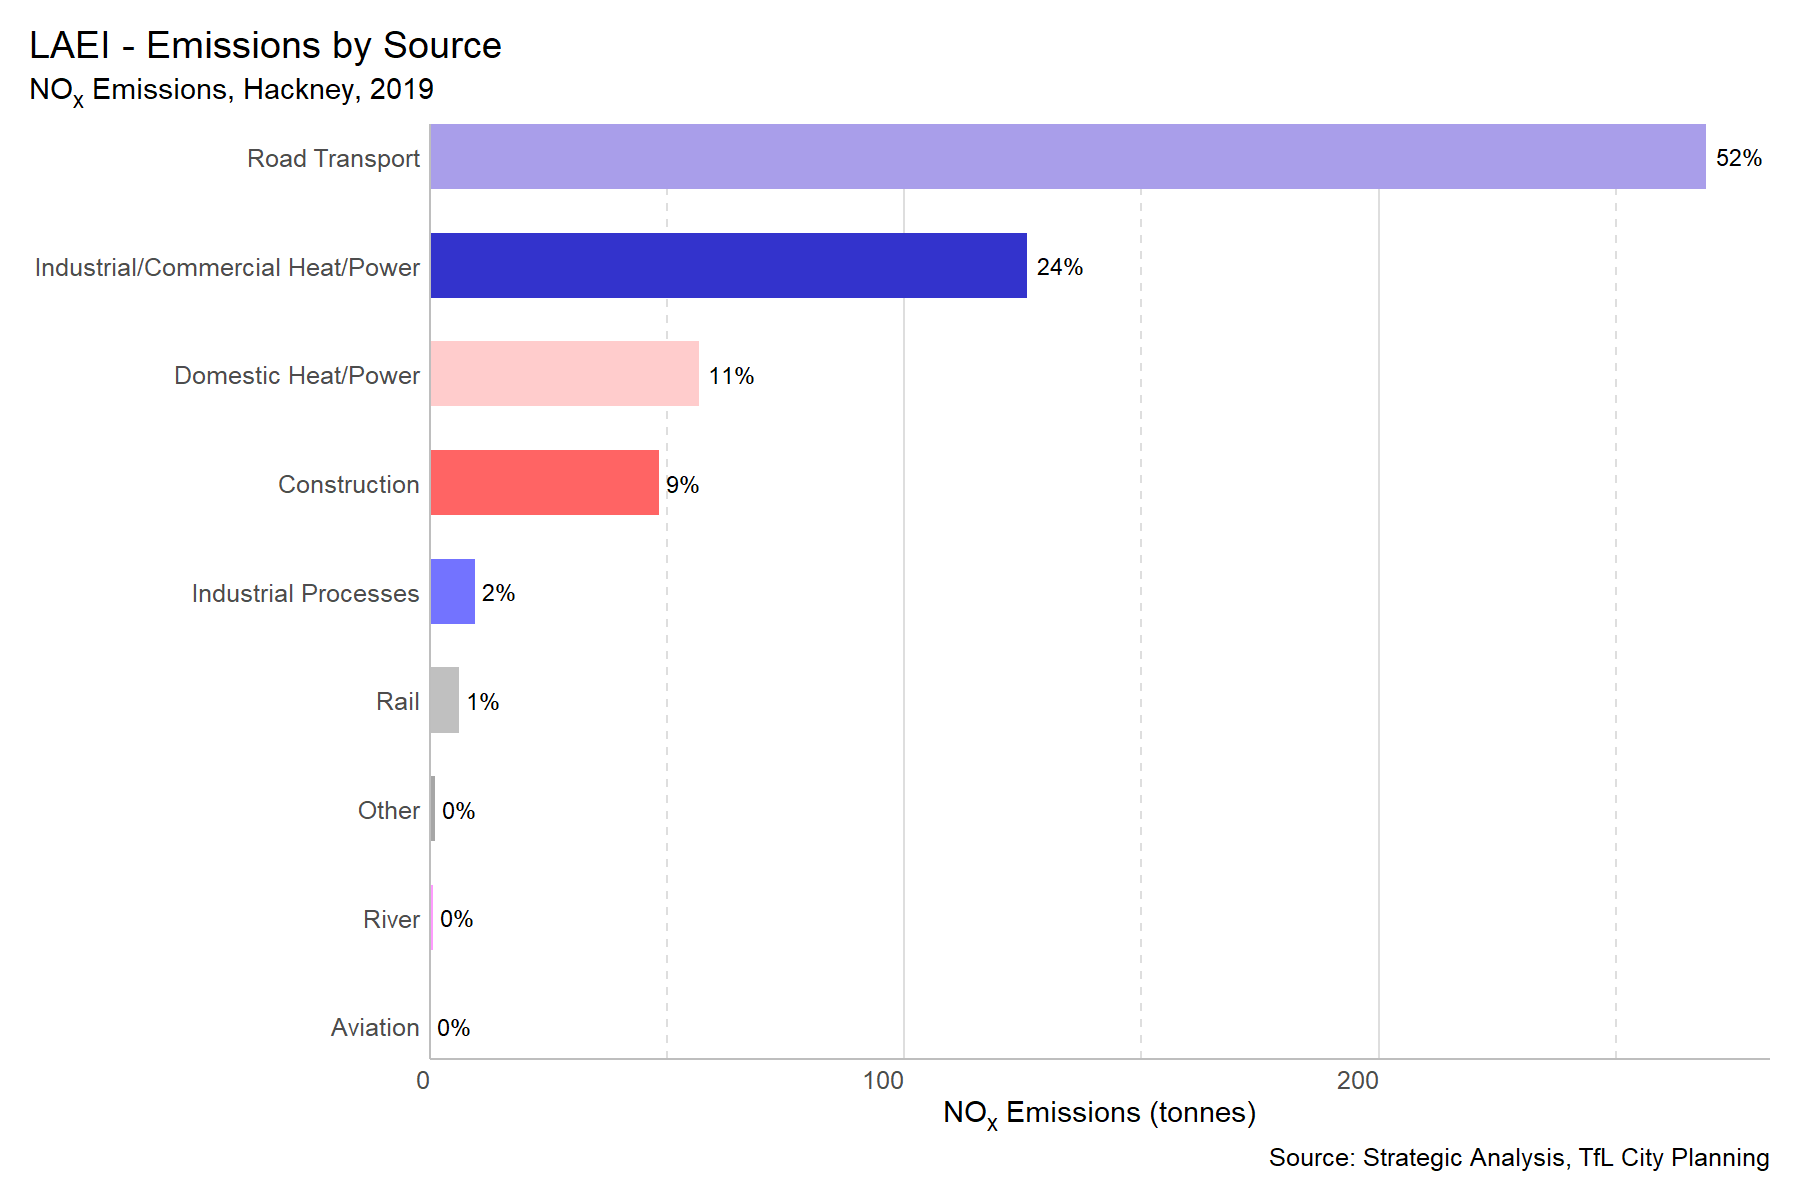 LAEI - Emissions by Source
NOx Emissions, Hackney, 2019
Road Transport 52%
Industrial/Commercial Heat/Power 24%
Domestic Heat/Power 11%
Construction 9%
Industrial Processes 2%
Rail 1%
Other 0%
River 0%
Aviation 0%
0 100 200
NOx Emissions (tonnes)
Source: Strategic Analysis, TfL City Planning